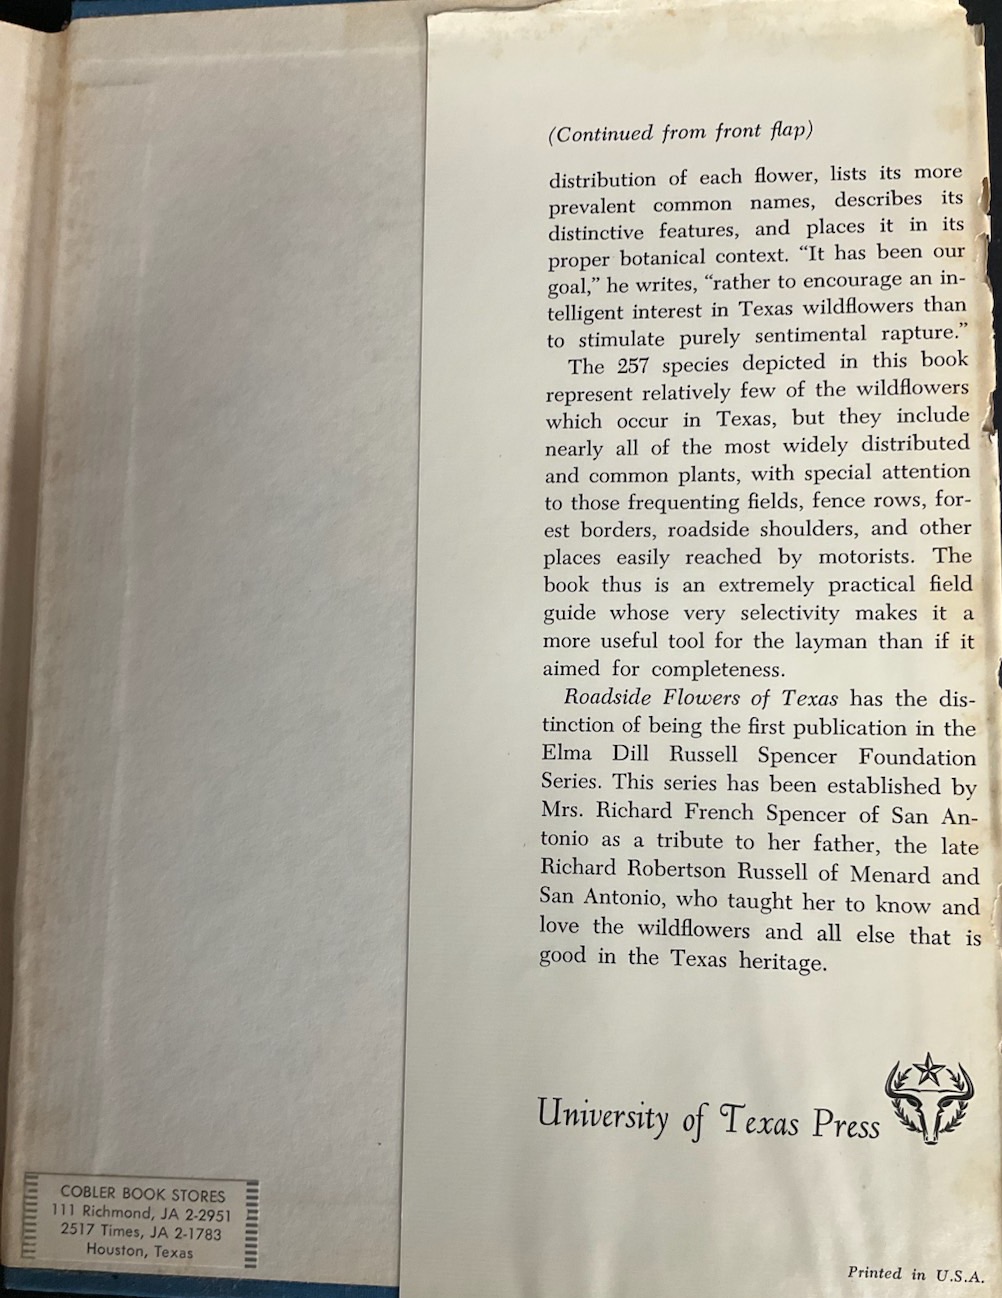 (Continued from front flap)
distribution of each flower, lists its more
prevalent common names, describes its
distinctive features, and places it in its
proper botanical context. “It has been our
goal,” he writes, “rather to encourage an in-
telligent interest in Texas wildflowers than
to stimulate purely sentimental rapture.”
The 257 species depicted in this book
represent relatively few of the wildflowers
which occur in Texas, but they include
nearly all of the most widely distributed
and common plants, with special attention
to those frequenting fields, fence rows, for-
est borders, roadside shoulders, and other
places easily reached by motorists. The
book thus is an extremely practical field
guide whose very selectivity makes it a
more useful tool for the layman than if it
aimed for completeness.
Roadside Flowers of Texas has the dis-
tinction of being the first publication in the
Elma Dill Russell Spencer Foundation
Series. This series has been established by
Mrs. Richard French Spencer of San An-
tonio as a tribute to her father, the late
Richard Robertson Russell of Menard and
San Antonio, who taught her to know and
love the wildflowers and all else that is
good in the Texas heritage.
University of Texas Press
COBLER BOOK STORES
111 Richmond, JA 2-2951
2517 Times, JA 2-1783
Houston, Texas
Printed in U.S.A.